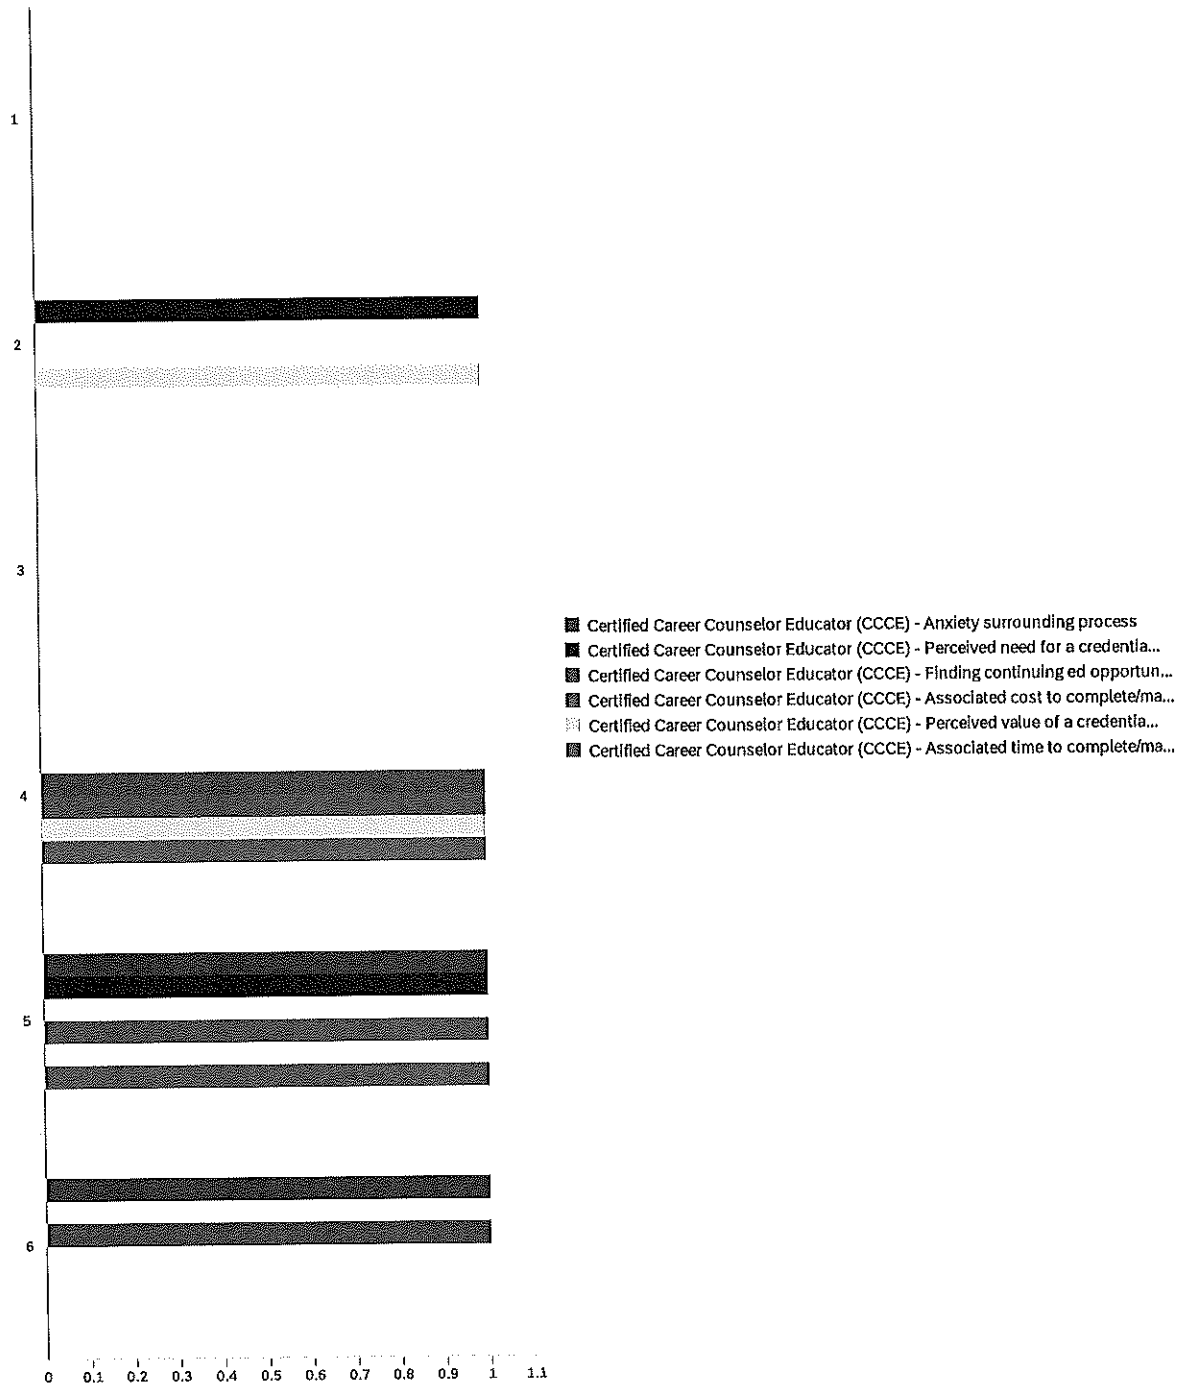 1
2
3
Certified Career Counselor Educator (CCCE) - Anxiety surrounding process
Certified Career Counselor Educator (CCCE) - Perceived need for a credentia...
Certified Career Counselor Educator (CCCE) - Finding continuing ed opportun...
Certified Career Counselor Educator (CCCE) - Associated cost to complete/ma...
Certified Career Counselor Educator (CCCE) - Perceived value of a credentia...
Certified Career Counselor Educator (CCCE) - Associated time to complete/ma...
4
5
6
0 0.1 0.2 0.3 0.4 0.5 0.6 0.7 0.8 0.9 1 1.1